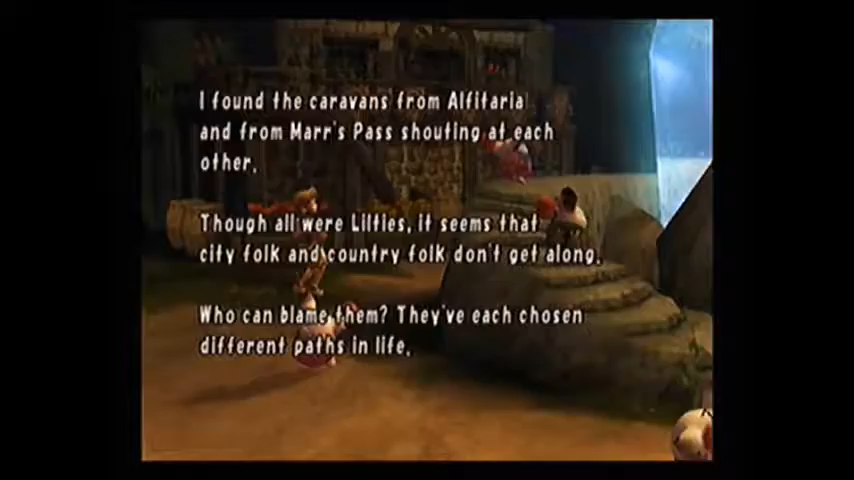 I found the caravans from Alfitaria
and from Marr's Pass shouting at each
other.
Though all were Lilties, it seems that
city folk and country folk don't get along.
Who can blame them? They've each chosen
different paths in life.